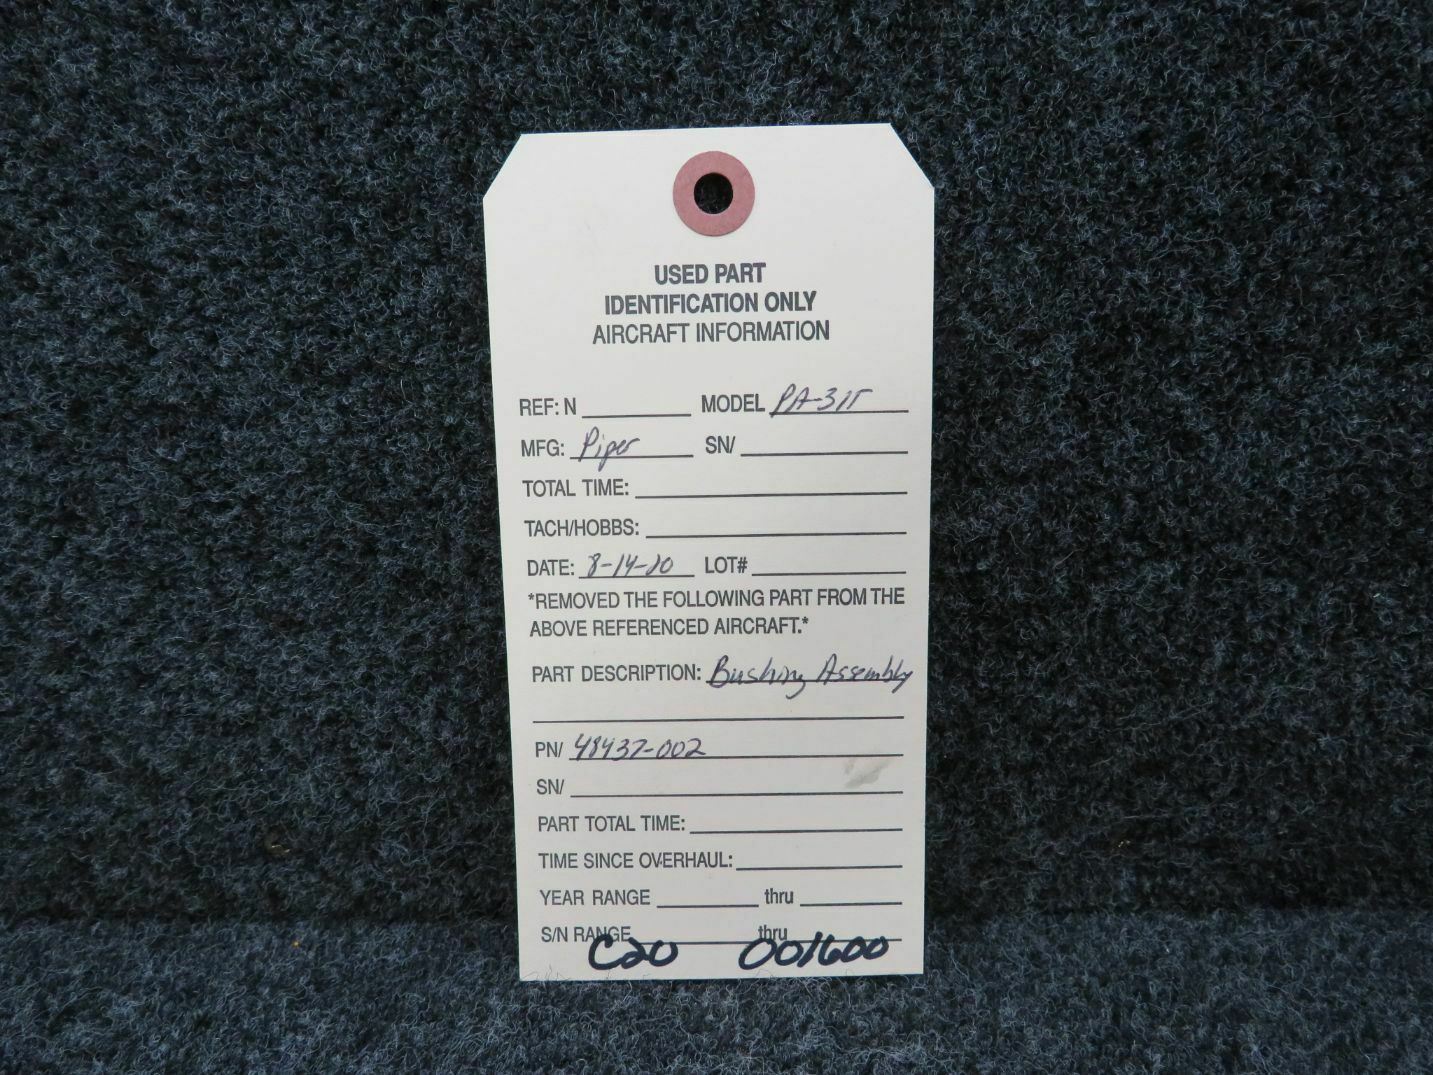 USED PART
IDENTIFICATION ONLY
AIRCRAFT INFORMATION
REF: N MODEL PA-31T
MFG: Piper SN/
TOTAL TIME:
TACH/HOBBS:
DATE: 8-14-20 LOT#
*REMOVED THE FOLLOWING PART FROM THE
ABOVE REFERENCED AIRCRAFT.*
PART DESCRIPTION: Bushing Assembly
PN/ 48437-002
SN/
PART TOTAL TIME:
TIME SINCE OVERHAUL:
YEAR RANGE thru
S/N RANGE thru
C20 001600